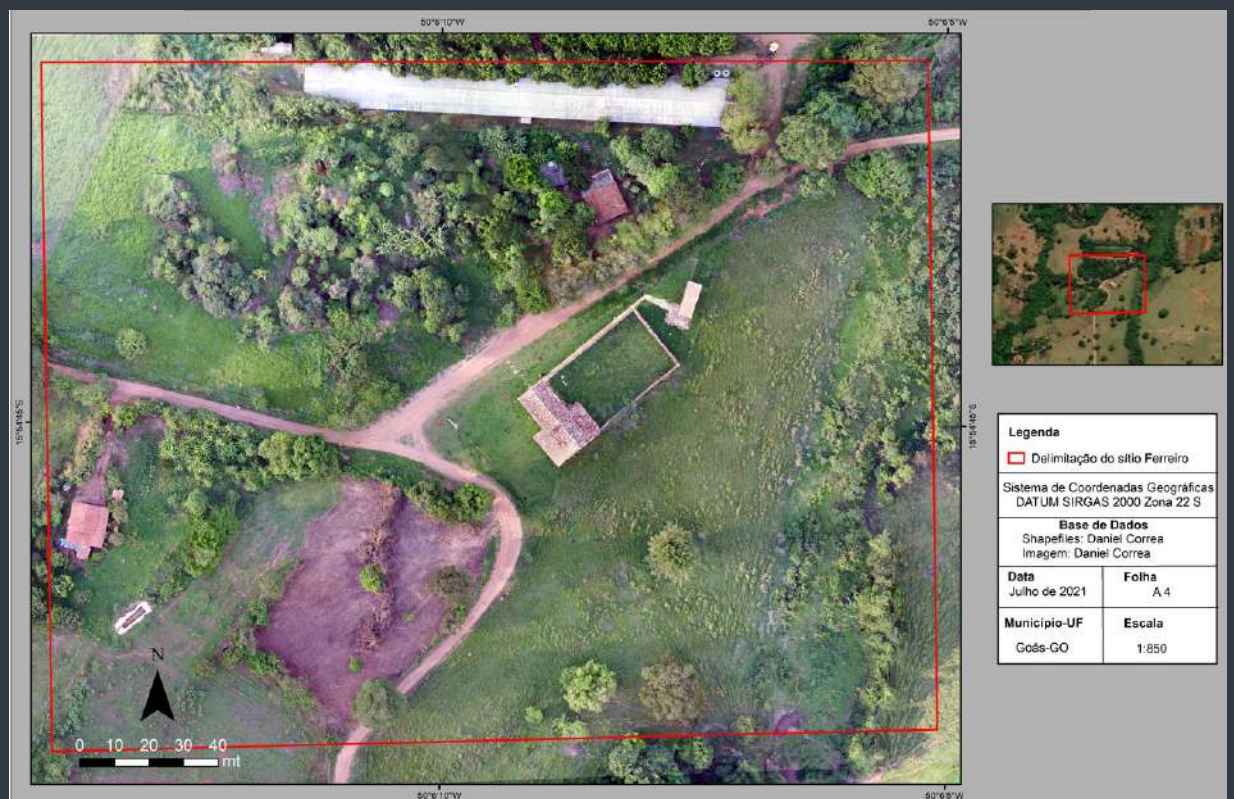 50°6'10"W
50°6'5"W
15°54'45"S
15°54'45"S
N
0 10 20 30 40
mt
50°6'10"W
50°6'5"W
Legenda
Delimitação do sítio Ferreiro
Sistema de Coordenadas Geográficas
DATUM SIRGAS 2000 Zona 22 S
Base de Dados
Shapefiles: Daniel Correa
Imagem: Daniel Correa
Data
Julho de 2021
Folha
A 4
Município-UF
Goás-GO
Escala
1:850